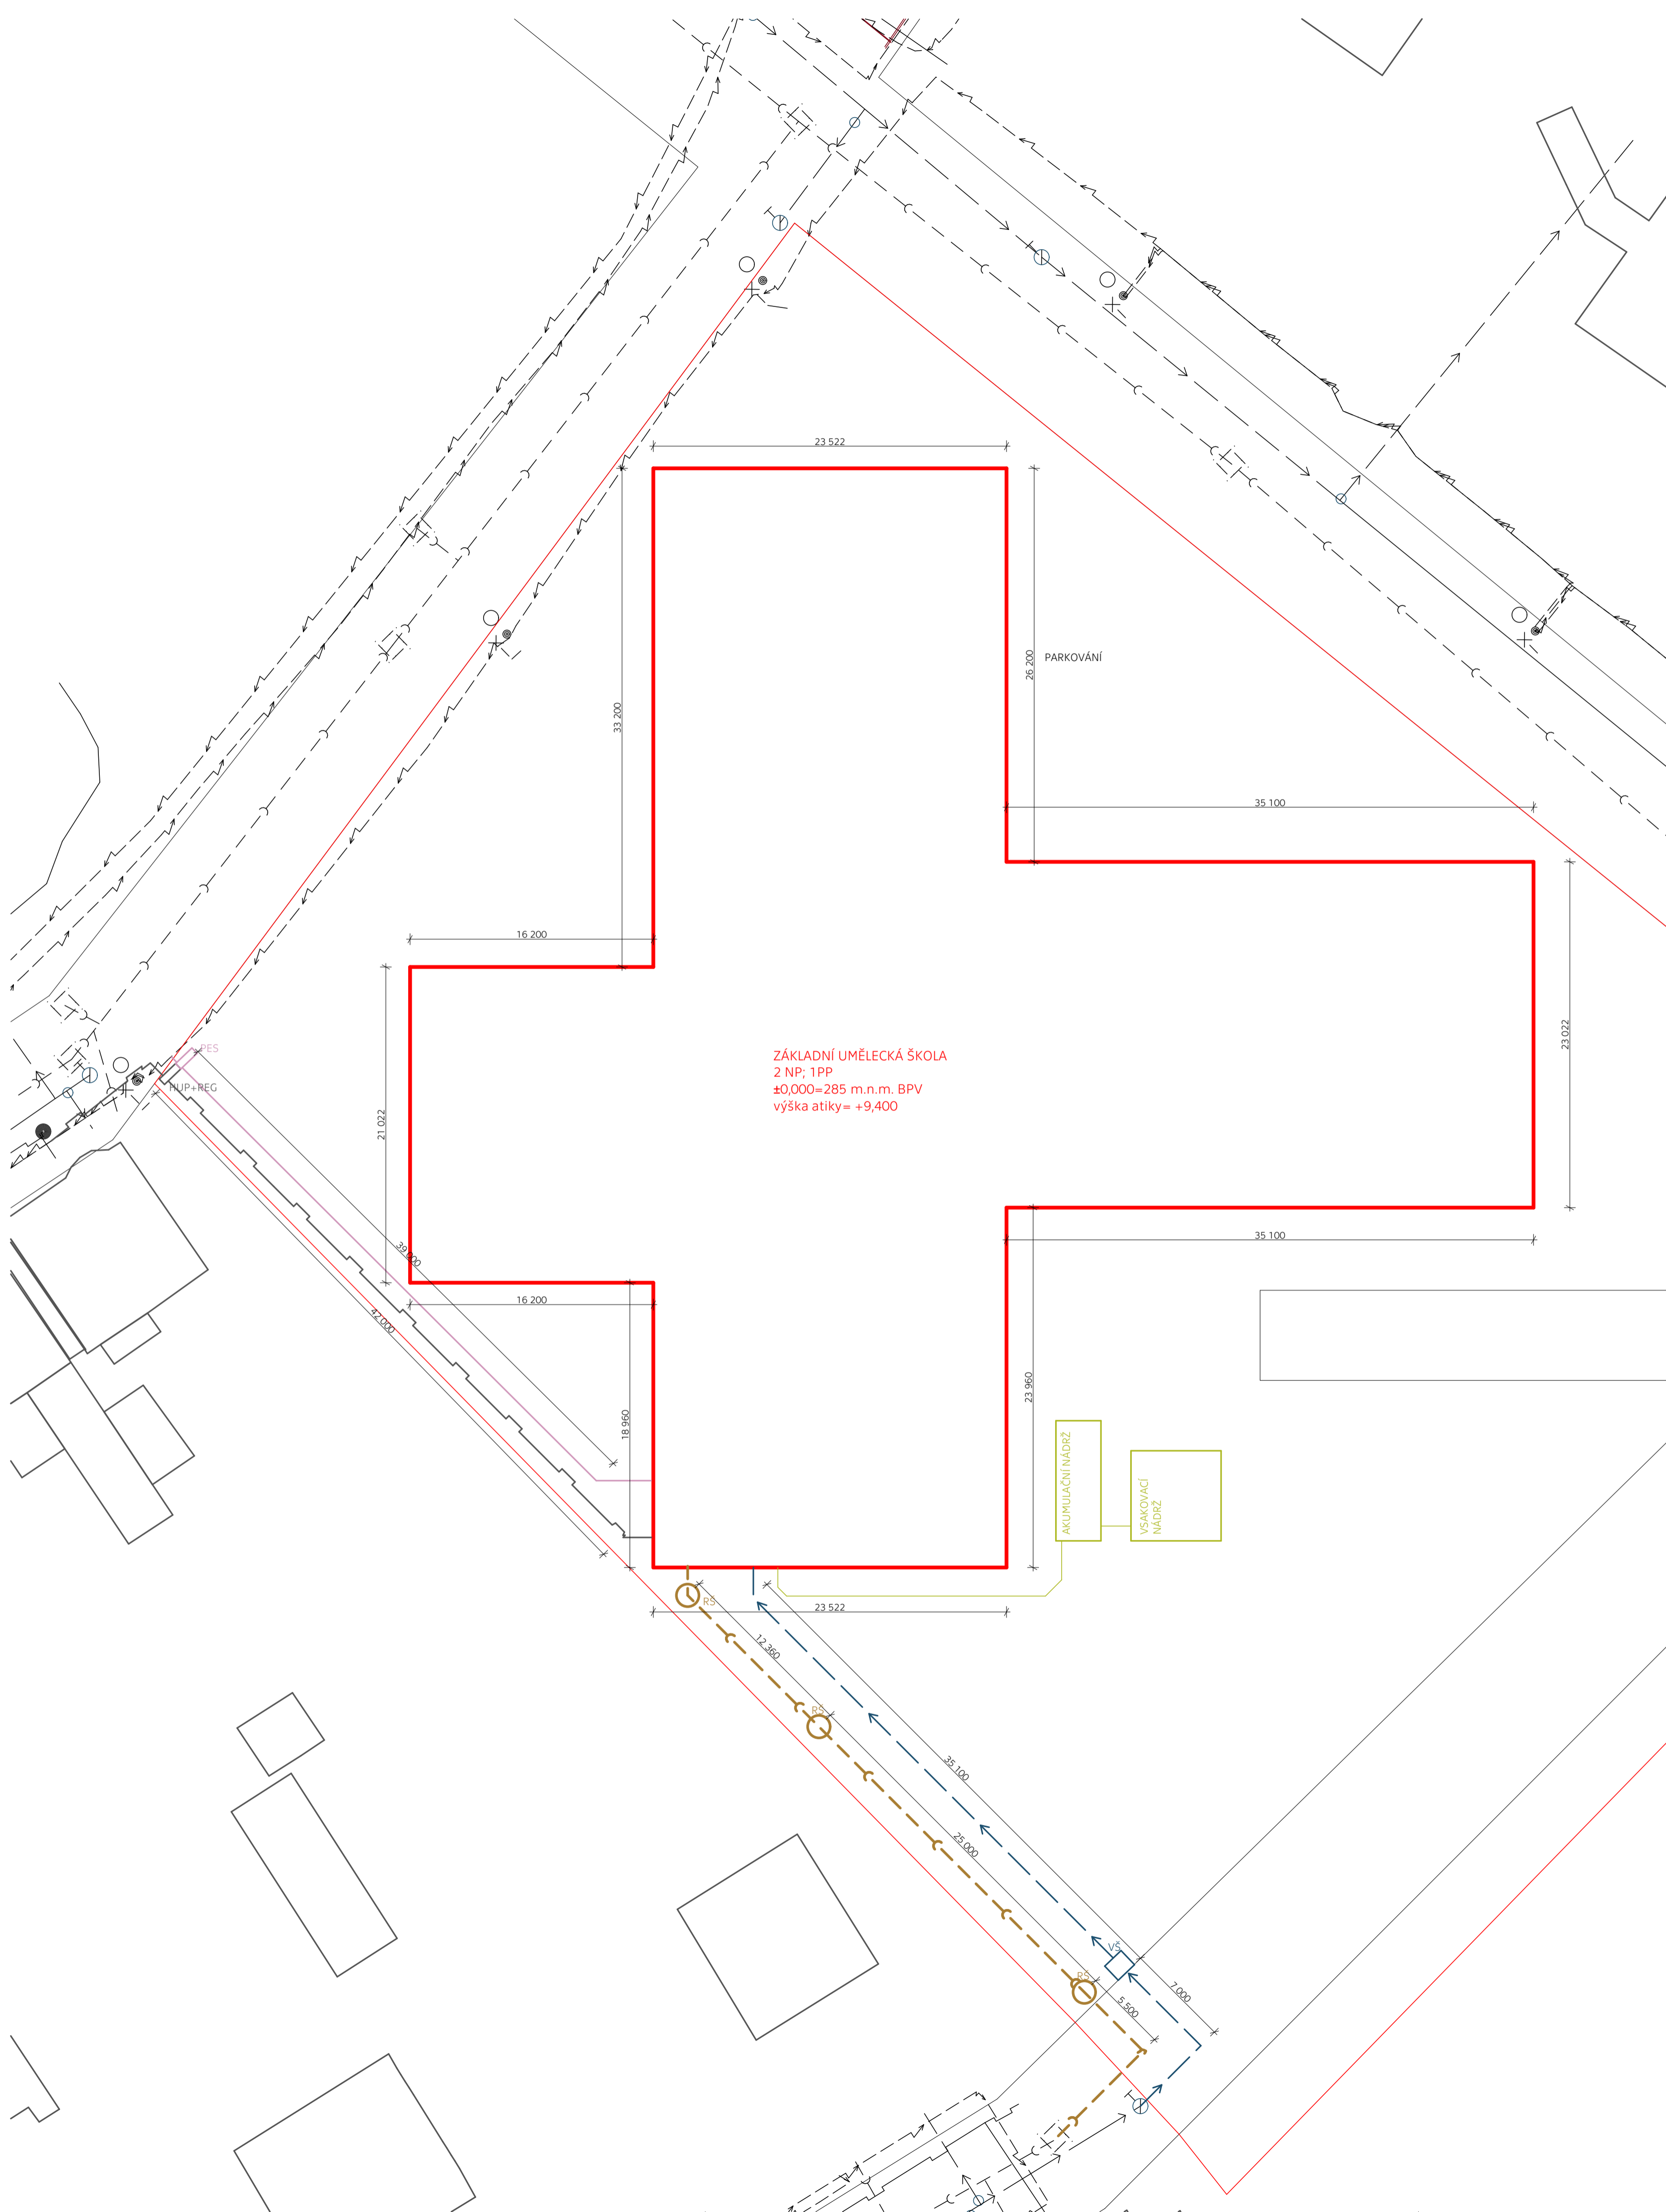 23 522
26 200
PARKOVÁNÍ
33 200
35 100
16 200
23 022
PES
HUP+REG
ZÁKLADNÍ UMĚLECKÁ ŠKOLA
2 NP; 1PP
±0,000=285 m.n.m. BPV
výška atiky= +9,400
21 022
35 100
39 000
16 200
42 000
23 960
18 960
AKUMULAČNÍ NÁDRŽ
VSAKOVACÍ
NÁDRŽ
RŠ
23 522
12 360
RŠ
35 100
25 000
VŠ
RŠ
7 000
5 500